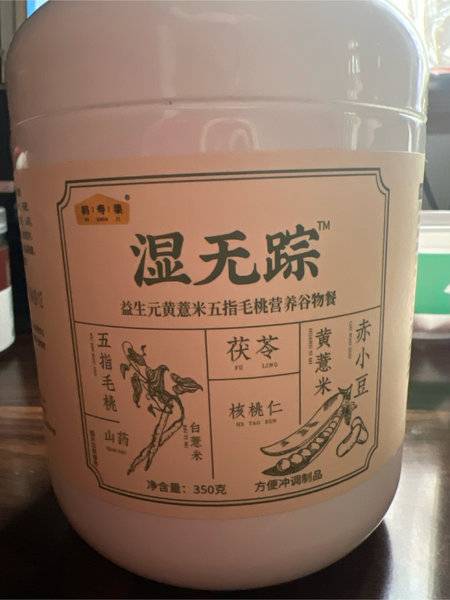 ®
湿无踪™
益生元黄薏米五指毛桃营养谷物餐
五指毛桃
山药
白薏米
茯苓
FU LING
核桃仁
HE TAO REN
黄薏米
赤小豆
净含量：350克
方便冲调制品